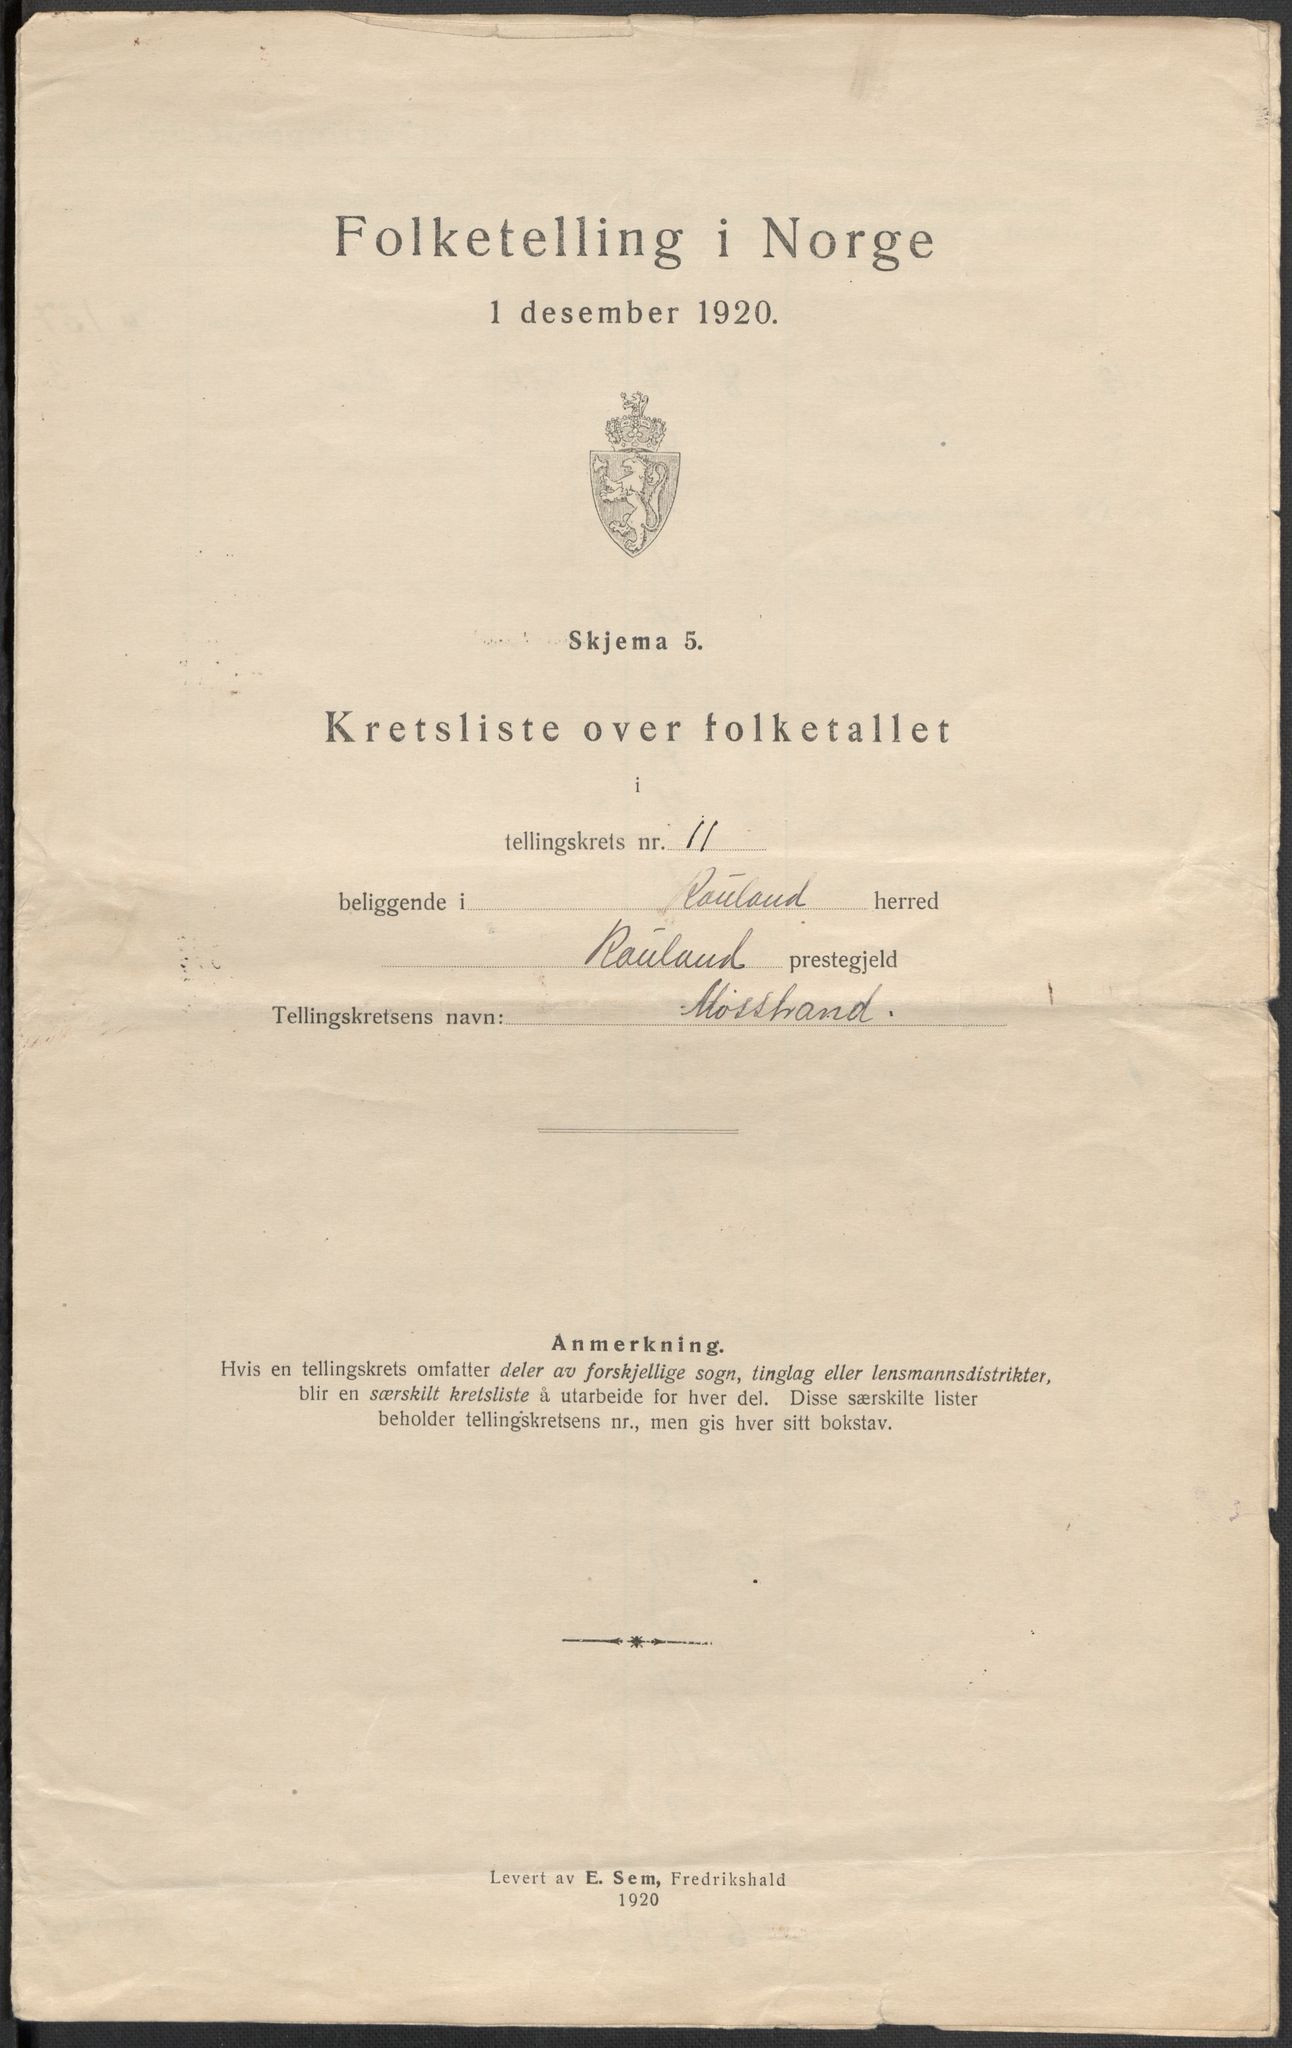 Folketelling i Norge
1 desember 1920.
Skjema 5.
Kretsliste over folketallet
i
tellingskrets nr. 11
beliggende i Rauland herred
Rauland prestegjeld
Tellingskretsens navn: Møsstrand.
Anmerkning.
Hvis en tellingskrets omfatter deler av forskjellige sogn, tinglag eller lensmannsdistrikter,
blir en særskilt kretsliste å utarbeide for hver del. Disse særskilte lister
beholder tellingskretsens nr., men gis hver sitt bokstav.
Levert av E. Sem, Fredrikshald
1920